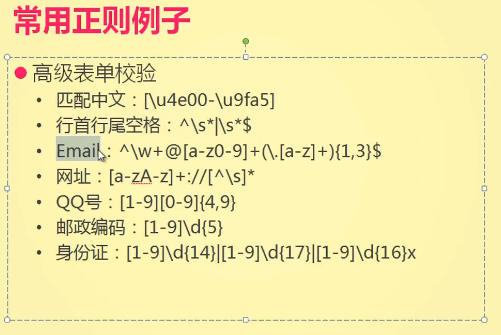 常用正则例子
高级表单校验
匹配中文：[\u4e00-\u9fa5]
行首行尾空格：^\s*|\s*$
Email：^\w+@[a-z0-9]+(\.[a-z]+){1,3}$
网址：[a-zA-z]+://[^\s]*
QQ号：[1-9][0-9]{4,9}
邮政编码：[1-9]\d{5}
身份证：[1-9]\d{14}|[1-9]\d{17}|[1-9]\d{16}x